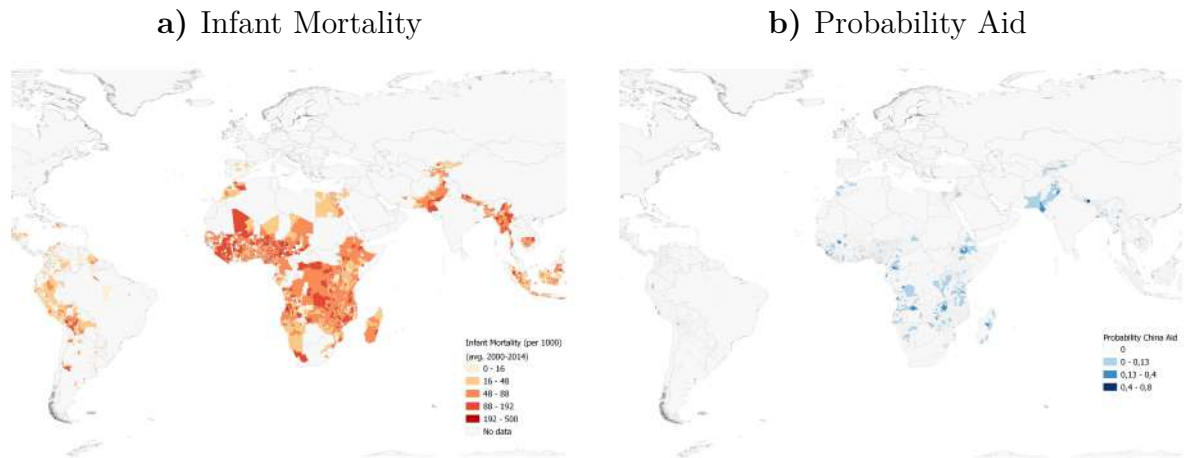 a) Infant Mortality
b) Probability Aid
Infant Mortality (per 1000)
(avg. 2000-2014)
0 - 16
16 - 48
48 - 88
88 - 192
192 - 508
No data
Probability China Aid
0
0 - 0,13
0,13 - 0,4
0,4 - 0,8